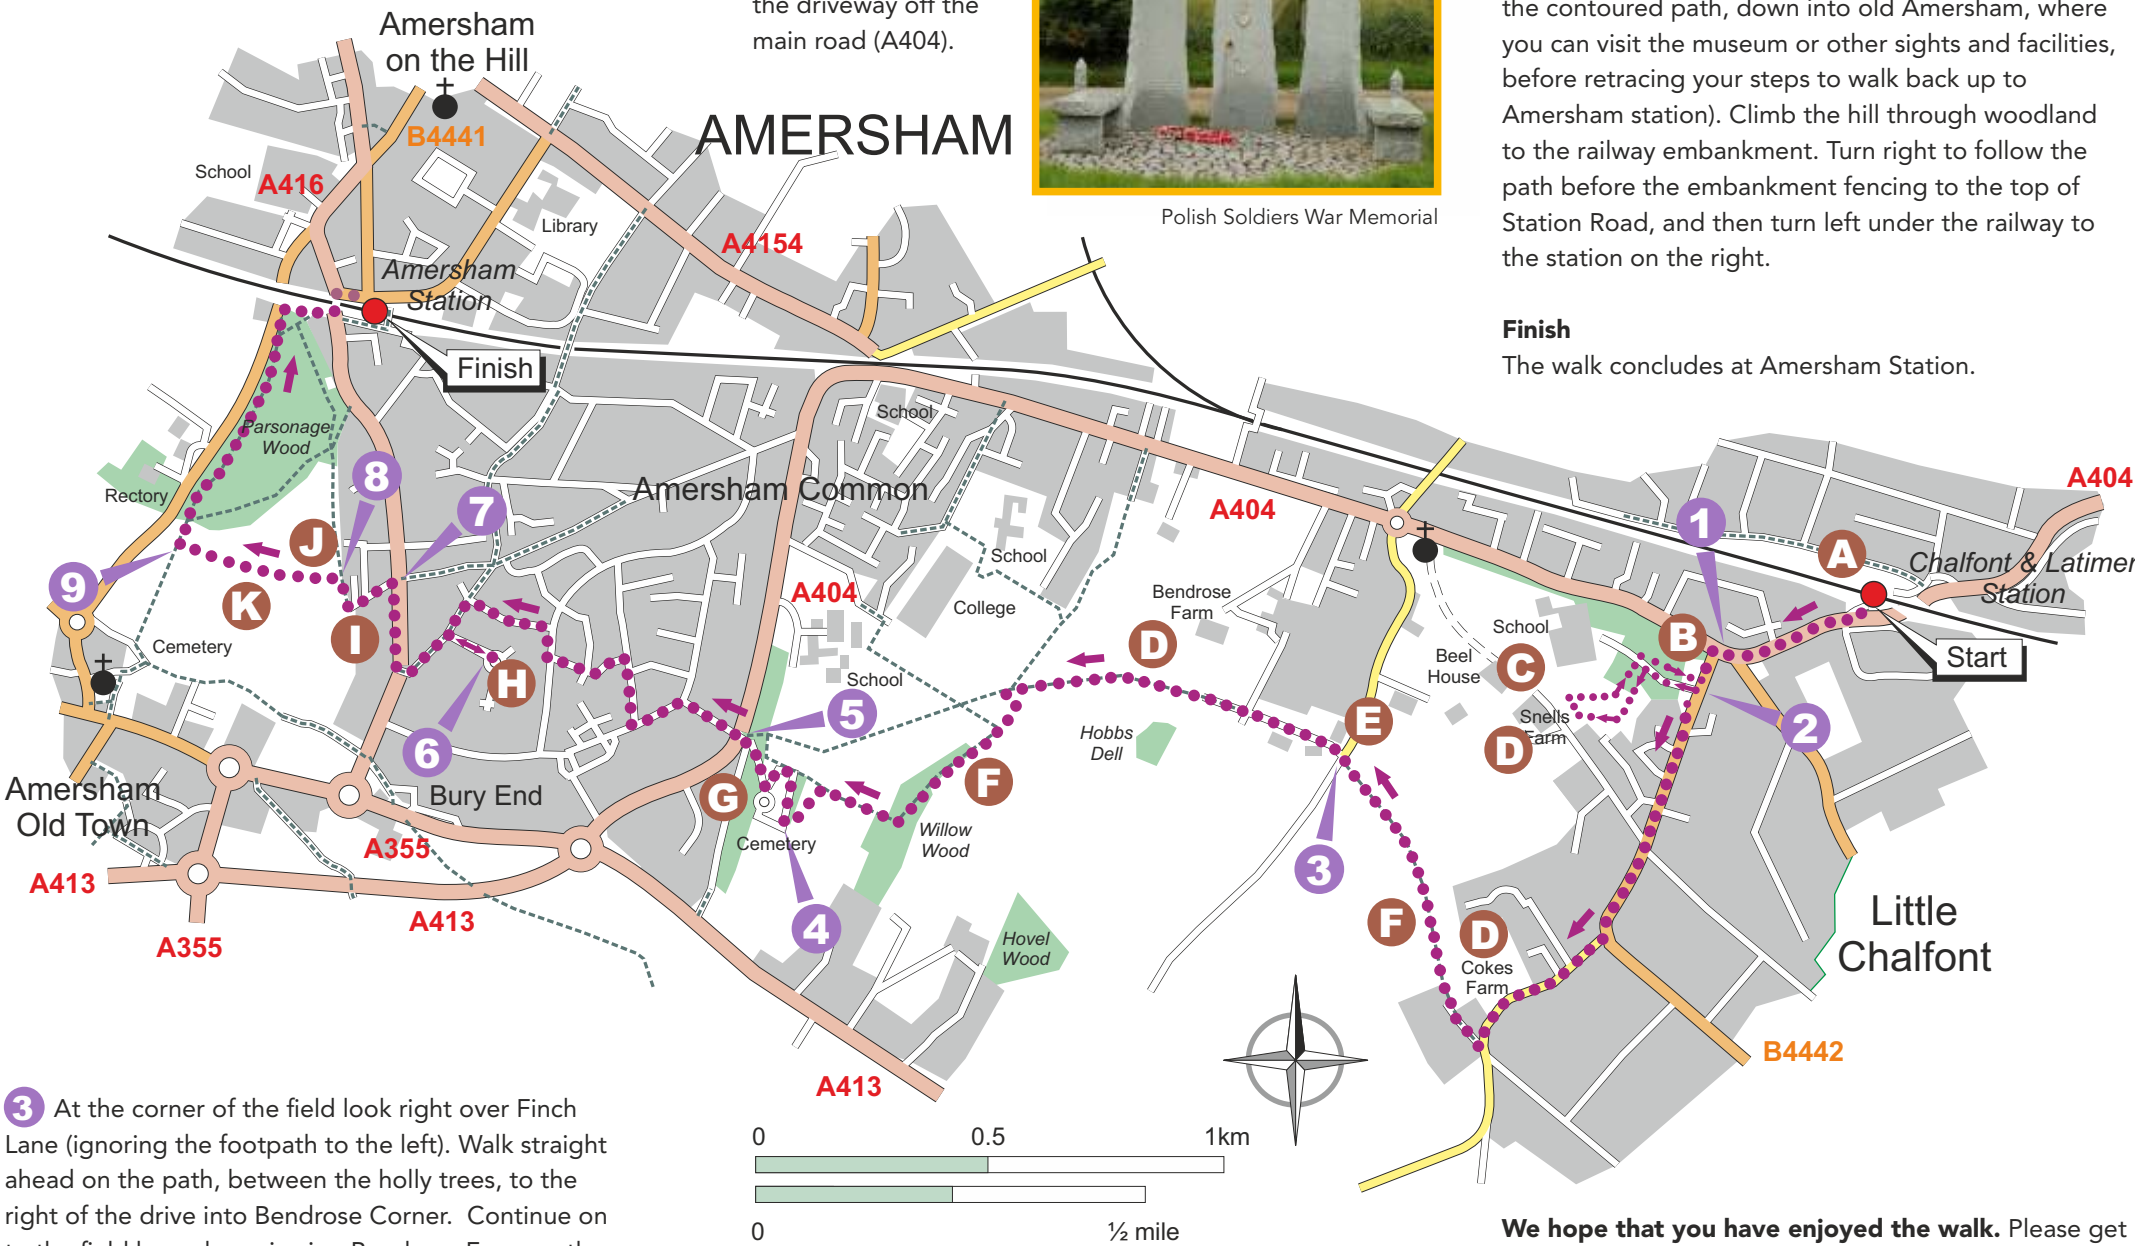 the driveway off the
main road (A404).
Polish Soldiers War Memorial
the contoured path, down into old Amersham, where
you can visit the museum or other sights and facilities,
before retracing your steps to walk back up to
Amersham station). Climb the hill through woodland
to the railway embankment. Turn right to follow the
path before the embankment fencing to the top of
Station Road, and then turn left under the railway to
the station on the right.
Finish
The walk concludes at Amersham Station.
Amersham
on the Hill
B4441
AMERSHAM
School
A416
Library
A4154
Amersham
Station
Finish
Parsonage
Wood
Rectory
School
Amersham Common
8
7
J
K
9
I
H
6
Cemetery
A404
School
College
School
5
G
Cemetery
4
F
Willow
Wood
Hovel
Wood
Hobbs
Dell
Bendrose
Farm
D
A404
E
3
F
D
Cokes
Farm
Beel
House
School
C
Snells
Farm
D
B
1
2
A
A404
Chalfont & Latimer
Station
Start
Little
Chalfont
B4442
Amersham
Old Town
Bury End
A355
A413
A413
A355
A413
0 0.5 1km
0 ½ mile
3 At the corner of the field look right over Finch
Lane (ignoring the footpath to the left). Walk straight
ahead on the path, between the holly trees, to the
right of the drive into Bendrose Corner. Continue on
We hope that you have enjoyed the walk. Please get